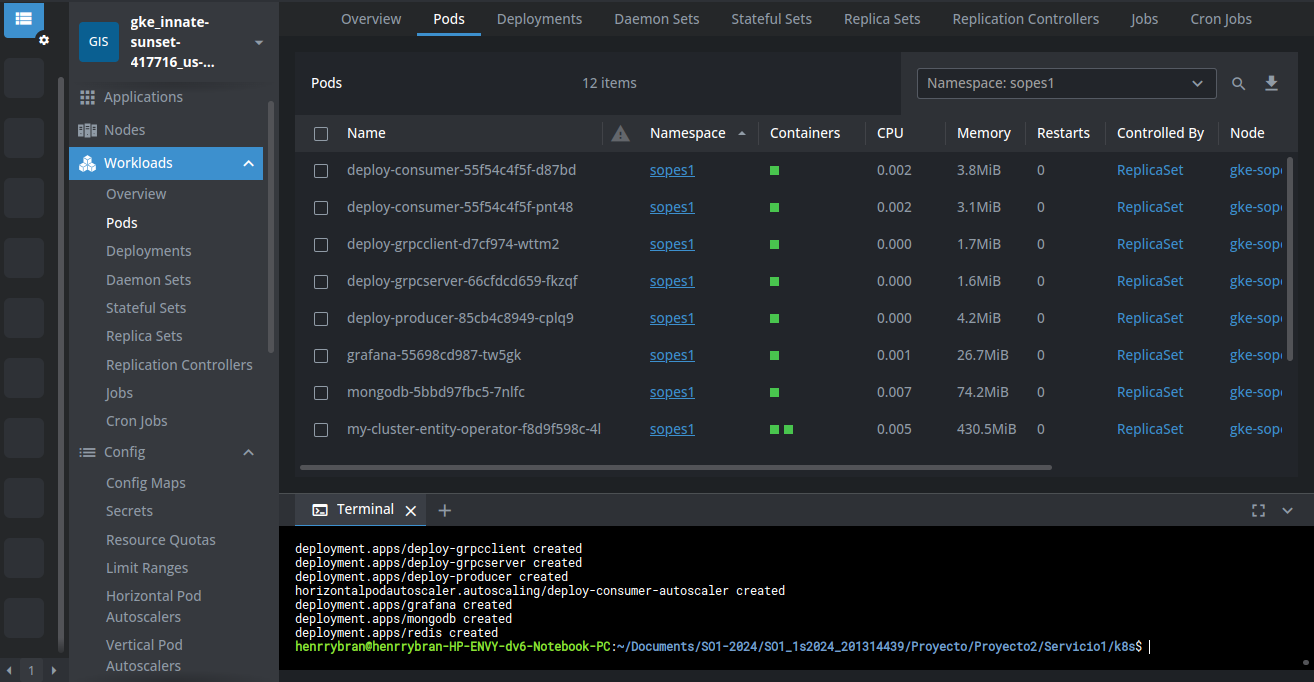 GIS
gke_innate-
sunset-
417716_us-...
Applications
Nodes
Workloads
Overview
Pods
Deployments
Daemon Sets
Stateful Sets
Replica Sets
Replication Controllers
Jobs
Cron Jobs
Config
Config Maps
Secrets
Resource Quotas
Limit Ranges
Horizontal Pod
Autoscalers
Vertical Pod
Autoscalers
1
Overview Pods Deployments Daemon Sets Stateful Sets Replica Sets Replication Controllers Jobs Cron Jobs
Pods 12 items Namespace: sopes1
Name Namespace Containers CPU Memory Restarts Controlled By Node
deploy-consumer-55f54c4f5f-d87bd sopes1 0.002 3.8MiB 0 ReplicaSet gke-sope
deploy-consumer-55f54c4f5f-pnt48 sopes1 0.002 3.1MiB 0 ReplicaSet gke-sope
deploy-grpcclient-d7cf974-wttm2 sopes1 0.000 1.7MiB 0 ReplicaSet gke-sope
deploy-grpcserver-66cfdcd659-fkzqf sopes1 0.000 1.6MiB 0 ReplicaSet gke-sope
deploy-producer-85cb4c8949-cplq9 sopes1 0.000 4.2MiB 0 ReplicaSet gke-sope
grafana-55698cd987-tw5gk sopes1 0.001 26.7MiB 0 ReplicaSet gke-sope
mongodb-5bbd97fbc5-7nlfc sopes1 0.007 74.2MiB 0 ReplicaSet gke-sope
my-cluster-entity-operator-f8d9f598c-4l sopes1 0.005 430.5MiB 0 ReplicaSet gke-sope
Terminal
deployment.apps/deploy-grpcclient created
deployment.apps/deploy-grpcserver created
deployment.apps/deploy-producer created
horizontalpodautoscaler.autoscaling/deploy-consumer-autoscaler created
deployment.apps/grafana created
deployment.apps/mongodb created
deployment.apps/redis created
henrrybran@henrrybran-HP-ENVY-dv6-Notebook-PC:~/Documents/SO1-2024/SO1_1s2024_201314439/Proyecto/Proyecto2/Servicio1/k8s$